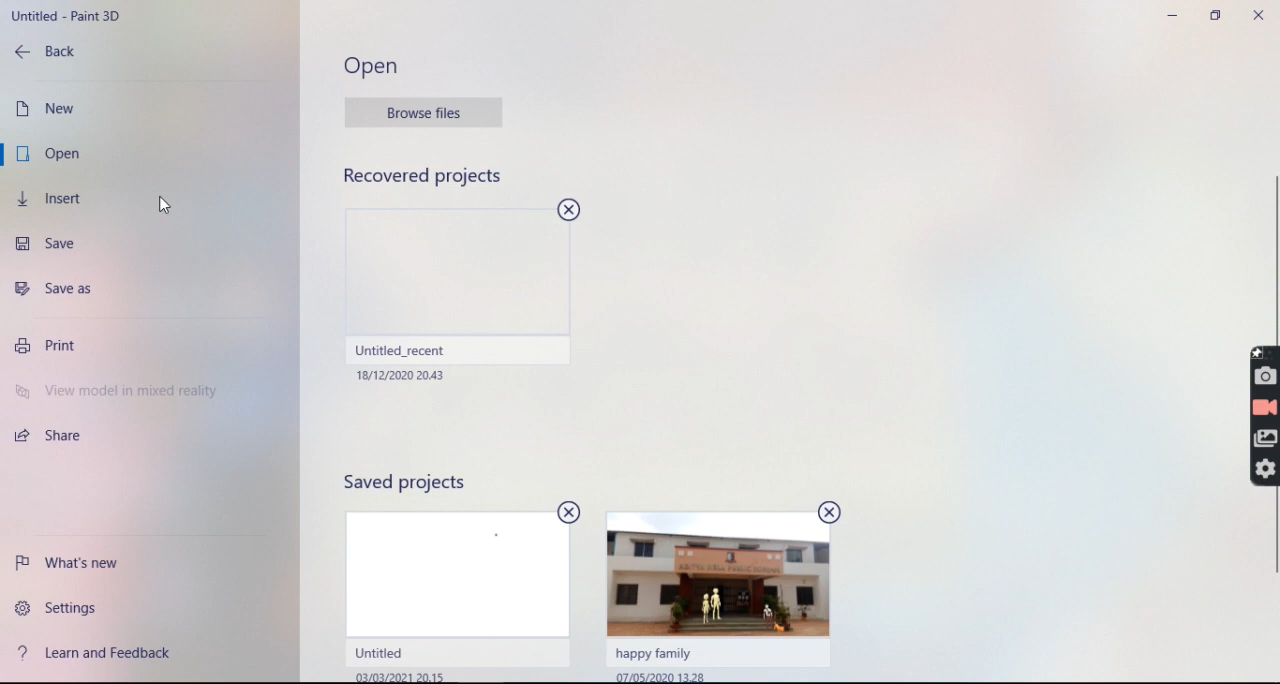 Untitled - Paint 3D
Back
New
Open
Insert
Save
Save as
Print
View model in mixed reality
Share
What's new
Settings
? Learn and Feedback
Open
Browse files
Recovered projects
Untitled_recent
18/12/2020 20.43
Saved projects
Untitled
03/03/2021 20.15
happy family
07/05/2020 13.28